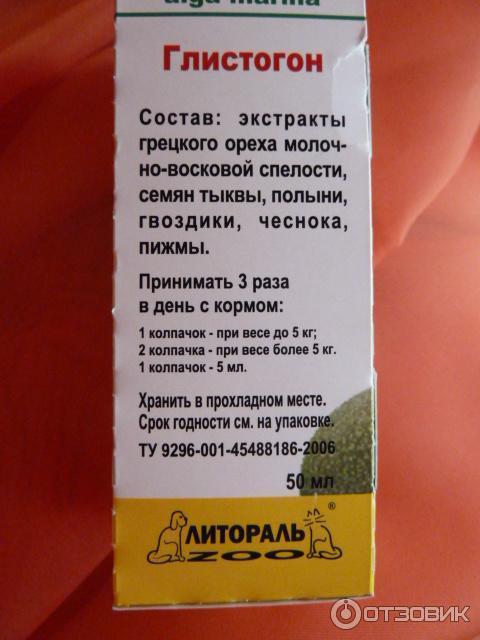 alga marina
Глистогон
Состав: экстракты
грецкого ореха молоч-
но-восковой спелости,
семян тыквы, полыни,
гвоздики, чеснока,
пижмы.
Принимать 3 раза
в день с кормом:
1 колпачок - при весе до 5 кг;
2 колпачка - при весе более 5 кг.
1 колпачок - 5 мл.
Хранить в прохладном месте.
Срок годности см. на упаковке.
ТУ 9296-001-45488186-2006
50 мл
ЛИТОРАЛЬ ®
ZOO
ОТЗОВИК